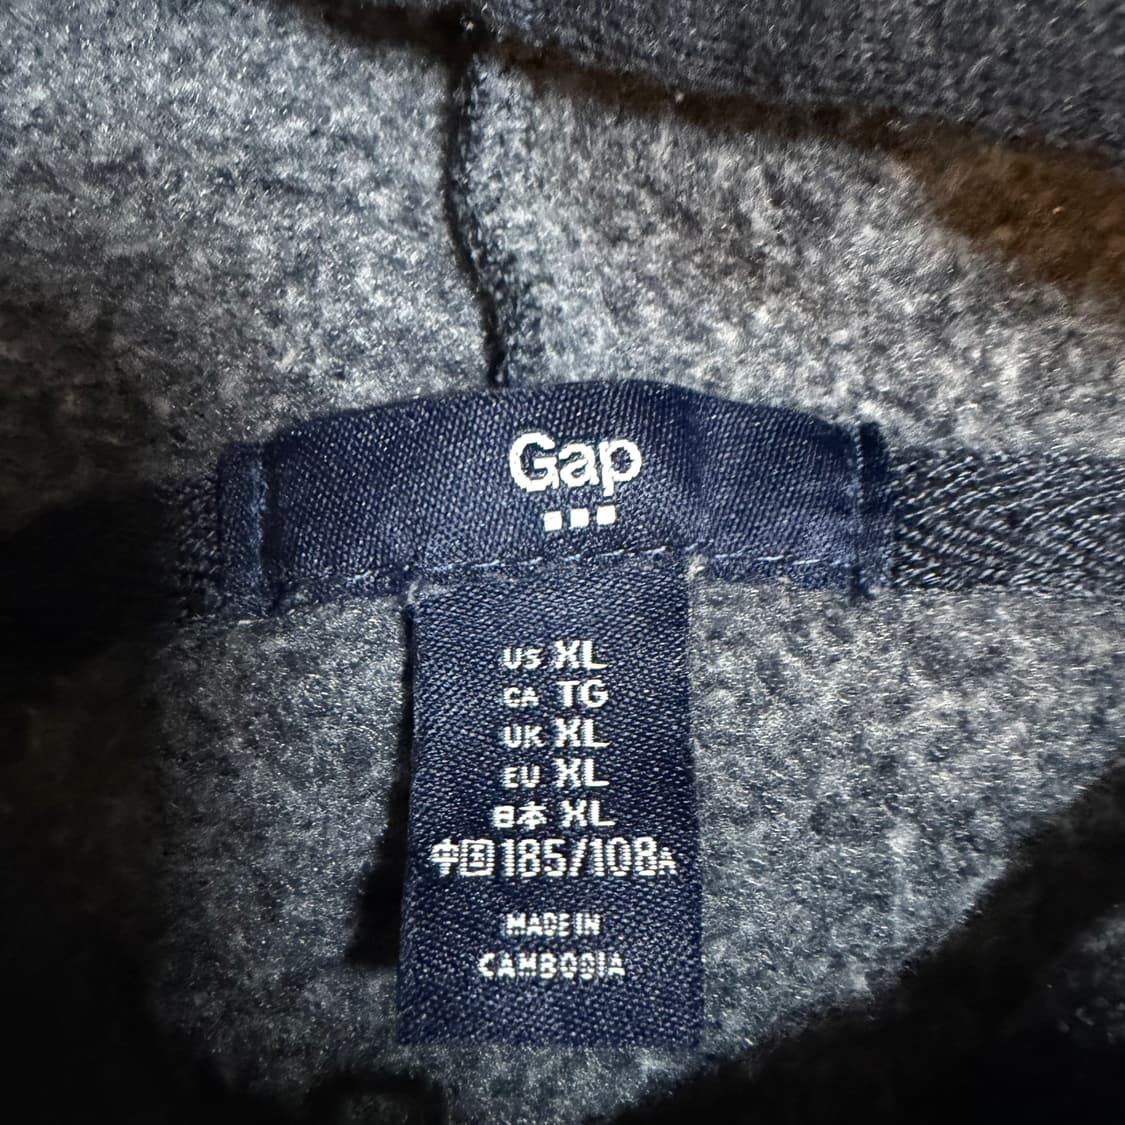 Gap
US XL
CA TG
UK XL
EU XL
日本 XL
中国 185/108A
MADE IN
CAMBODIA